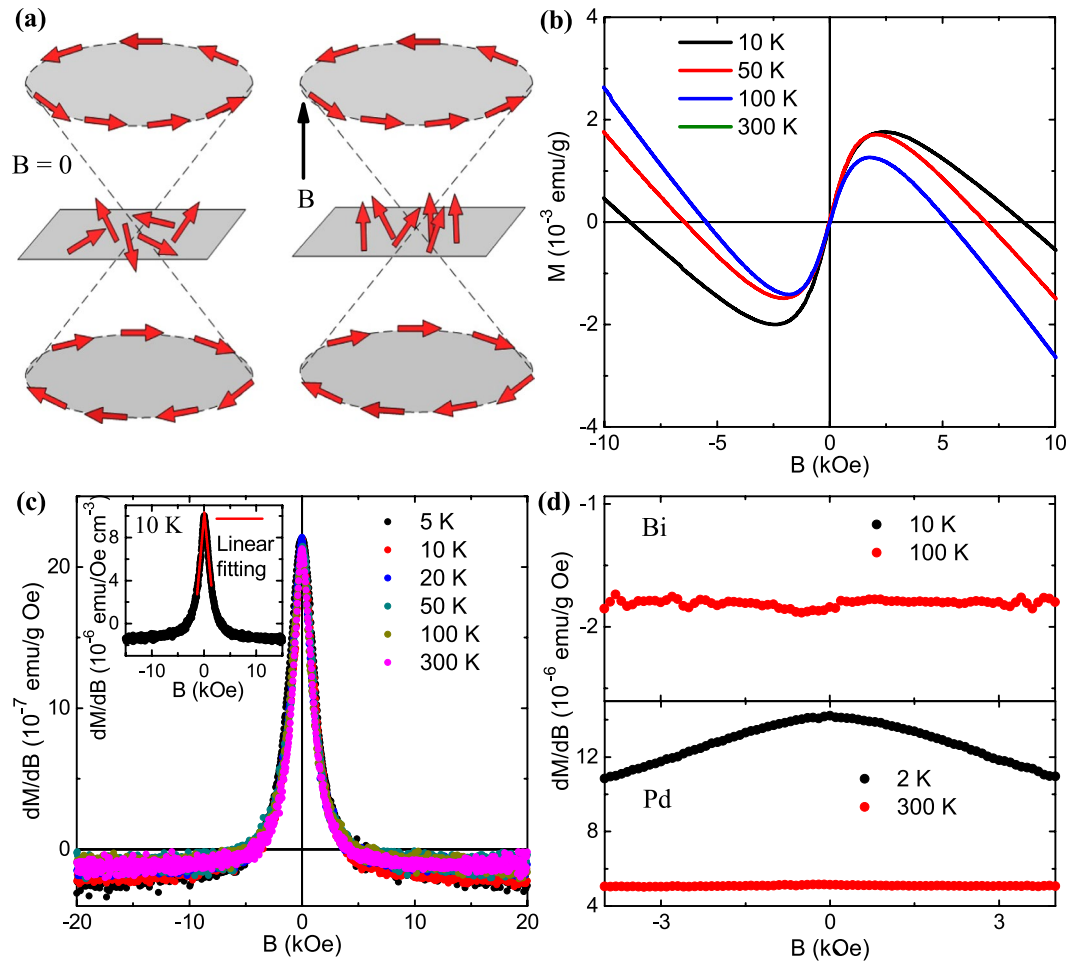 (a)
B = 0
B
(b)
4
2
0
-2
-4
M (10⁻³ emu/g)
10 K
50 K
100 K
300 K
-10 -5 0 5 10
B (kOe)
(c)
20
10
0
dM/dB (10⁻⁷ emu/g Oe)
5 K
10 K
20 K
50 K
100 K
300 K
-20 -10 0 10 20
B (kOe)
10 K
Linear
fitting
8
4
0
dM/dB (10⁻⁶ emu/Oe cm⁻³)
-10 0 10
B (kOe)
(d)
-1
-2
Bi
10 K
100 K
dM/dB (10⁻⁶ emu/g Oe)
12
8
4
Pd
2 K
300 K
-3 0 3
B (kOe)